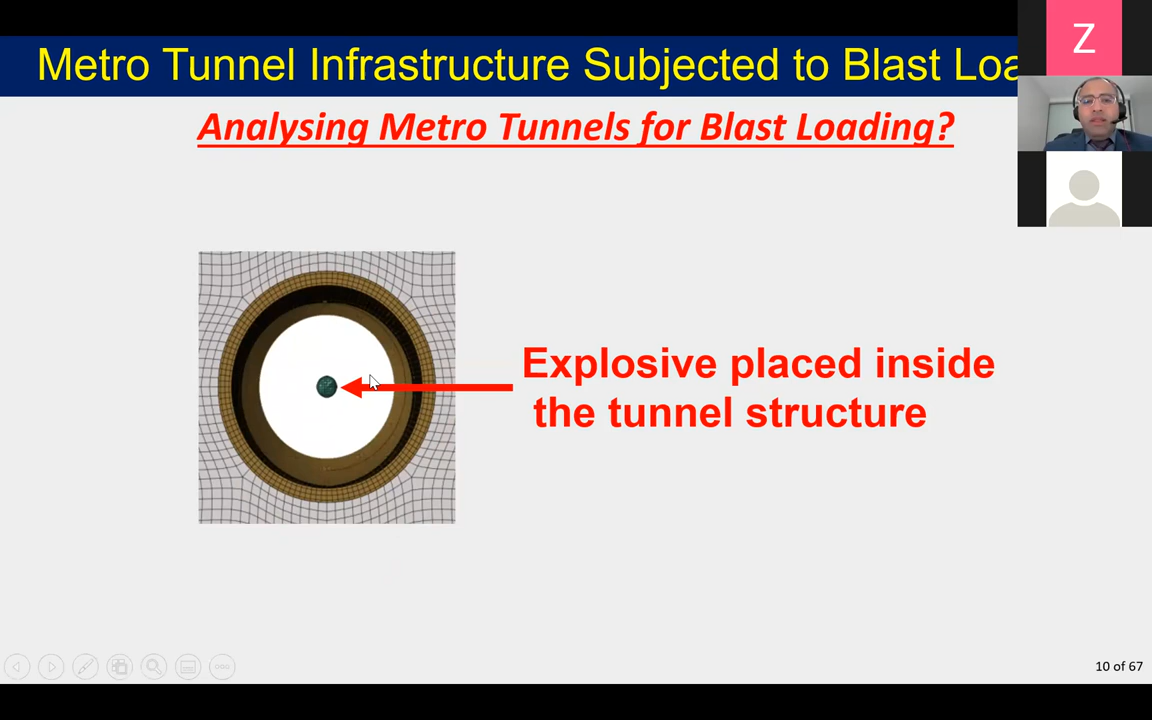 Metro Tunnel Infrastructure Subjected to Blast Loa
Z
Analysing Metro Tunnels for Blast Loading?
Explosive placed inside
the tunnel structure
10 of 67